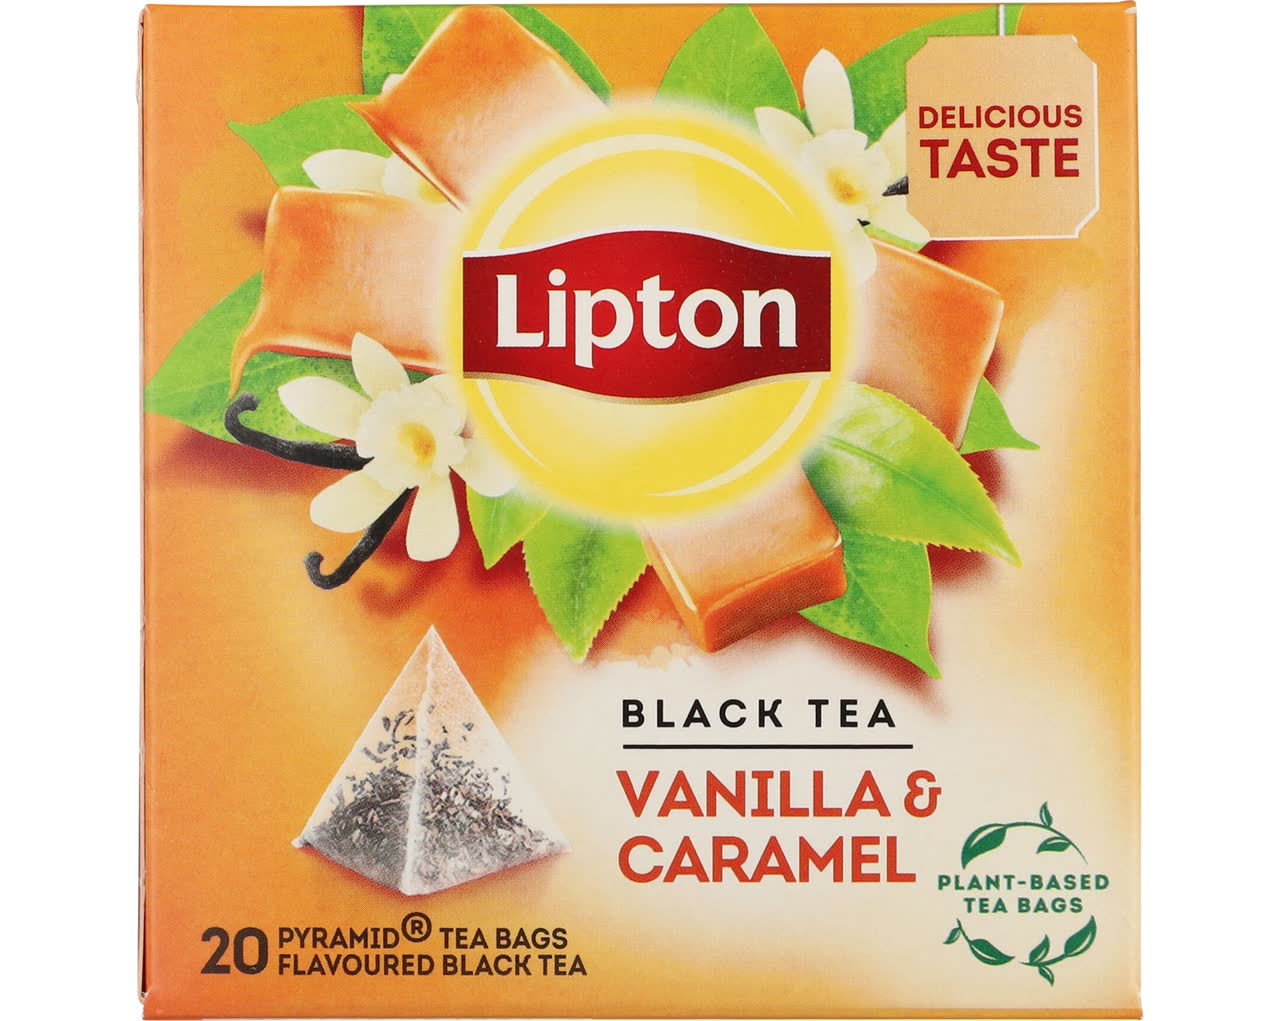 DELICIOUS
TASTE
Lipton
BLACK TEA
VANILLA &
CARAMEL
PLANT-BASED
TEA BAGS
20 PYRAMID® TEA BAGS
FLAVOURED BLACK TEA